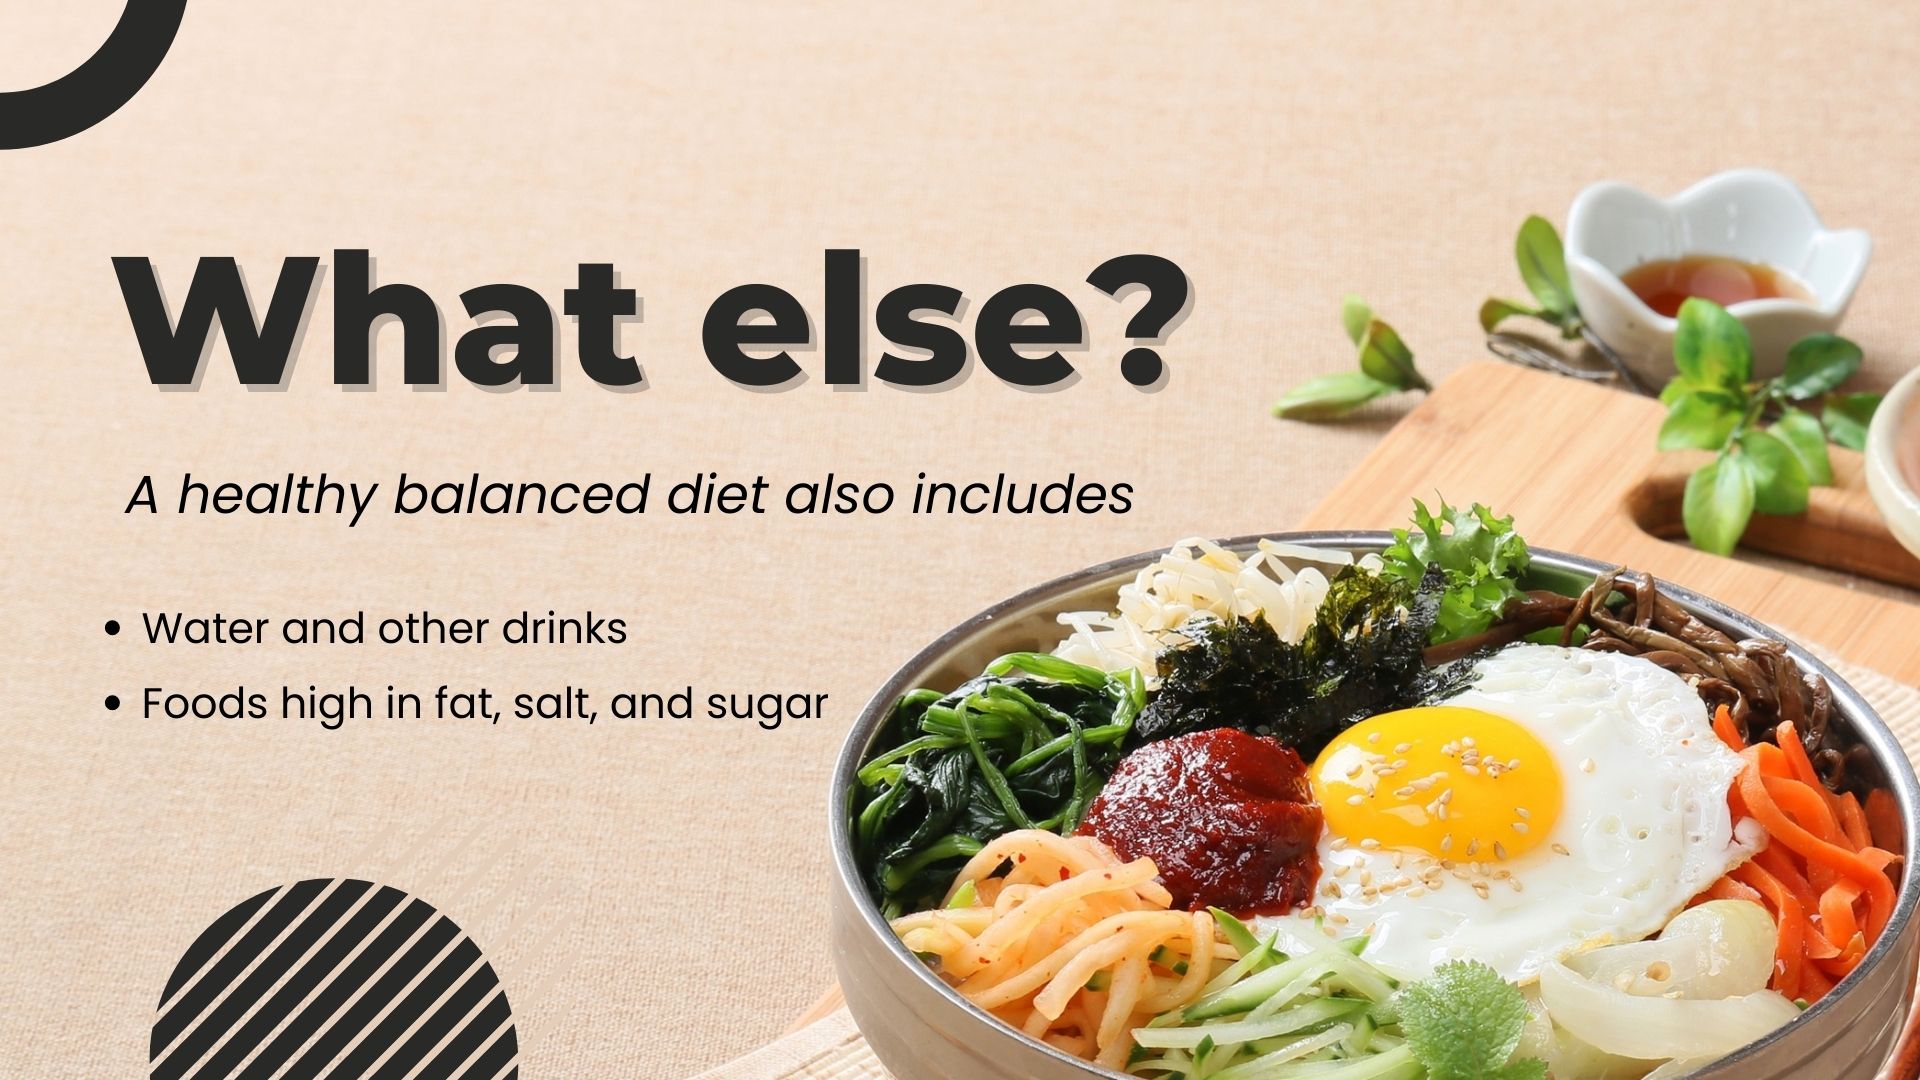 What else?
A healthy balanced diet also includes
• Water and other drinks
• Foods high in fat, salt, and sugar